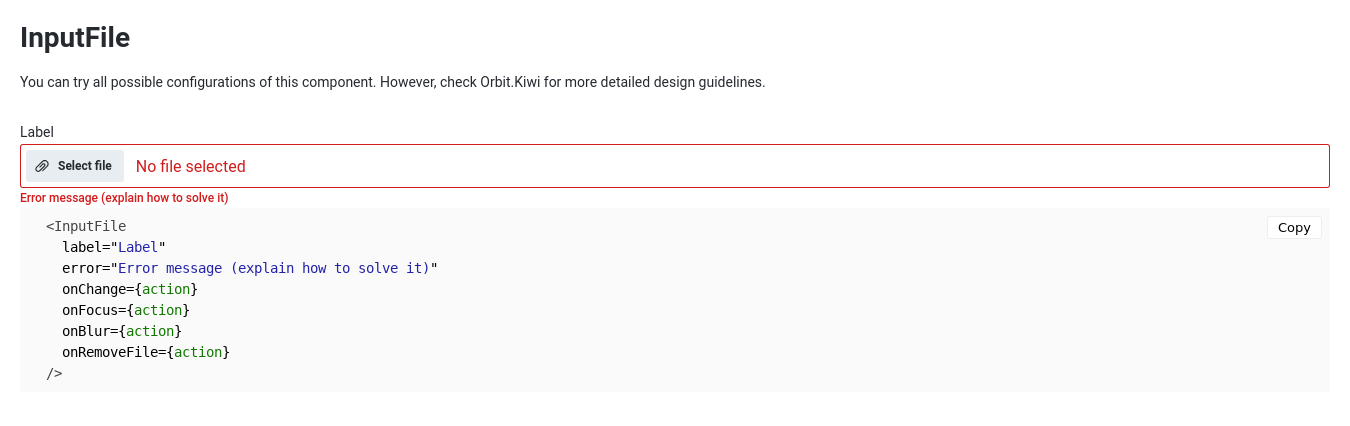 InputFile
You can try all possible configurations of this component. However, check Orbit.Kiwi for more detailed design guidelines.
Label
Select file No file selected
Error message (explain how to solve it)
<InputFile
Copy
  label="Label"
  error="Error message (explain how to solve it)"
  onChange={action}
  onFocus={action}
  onBlur={action}
  onRemoveFile={action}
/>